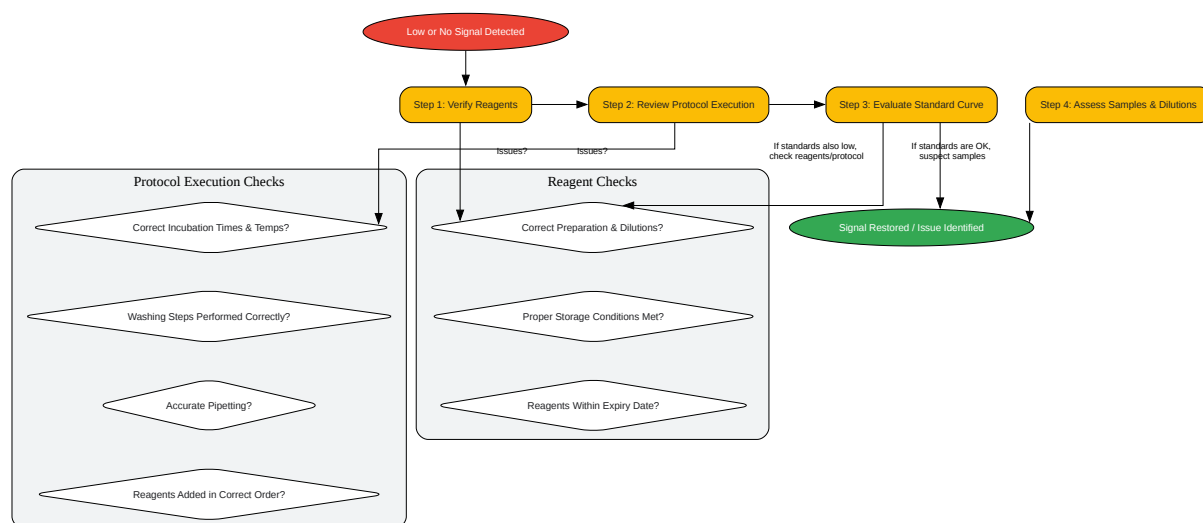 Low or No Signal Detected
Step 1: Verify Reagents
Step 2: Review Protocol Execution
Step 3: Evaluate Standard Curve
Step 4: Assess Samples & Dilutions
Issues?
Issues?
If standards also low,
check reagents/protocol
If standards are OK,
suspect samples
Protocol Execution Checks
Correct Incubation Times & Temps?
Washing Steps Performed Correctly?
Accurate Pipetting?
Reagents Added in Correct Order?
Reagent Checks
Correct Preparation & Dilutions?
Proper Storage Conditions Met?
Reagents Within Expiry Date?
Signal Restored / Issue Identified